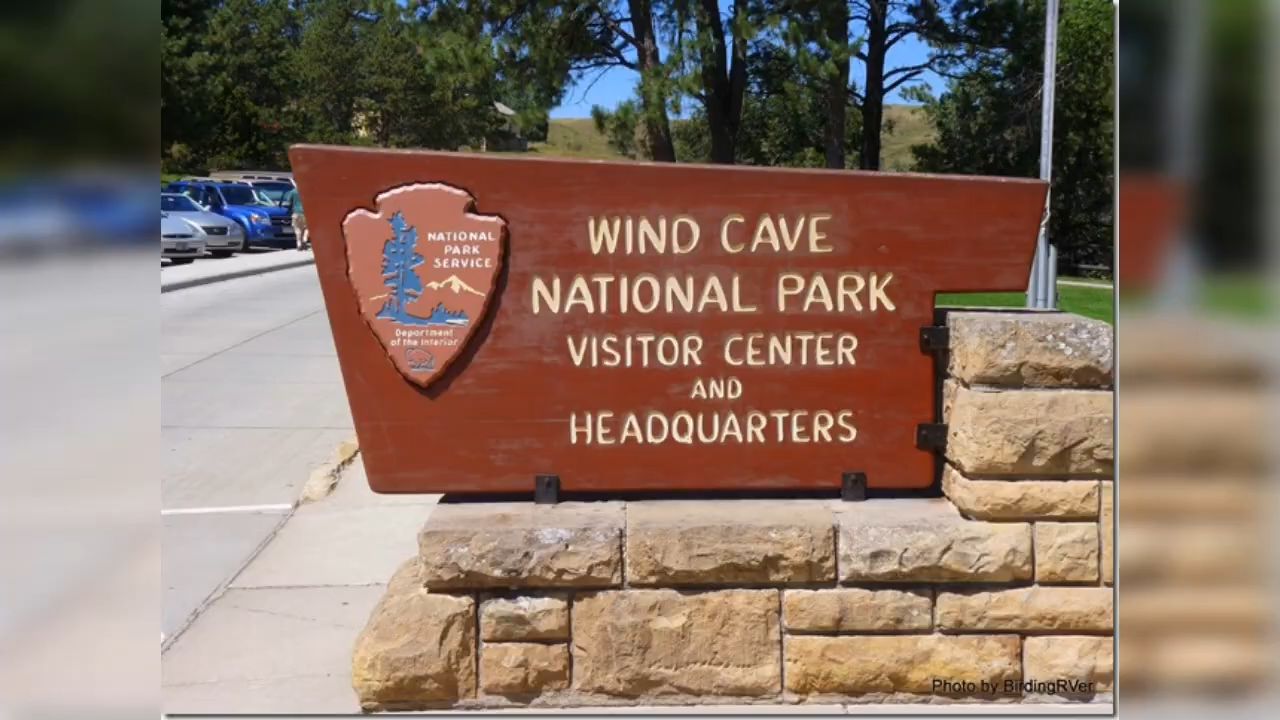 NATIONAL
PARK
SERVICE
Department
of the Interior
WIND CAVE
NATIONAL PARK
VISITOR CENTER
AND
HEADQUARTERS
Photo by BirdingRVer